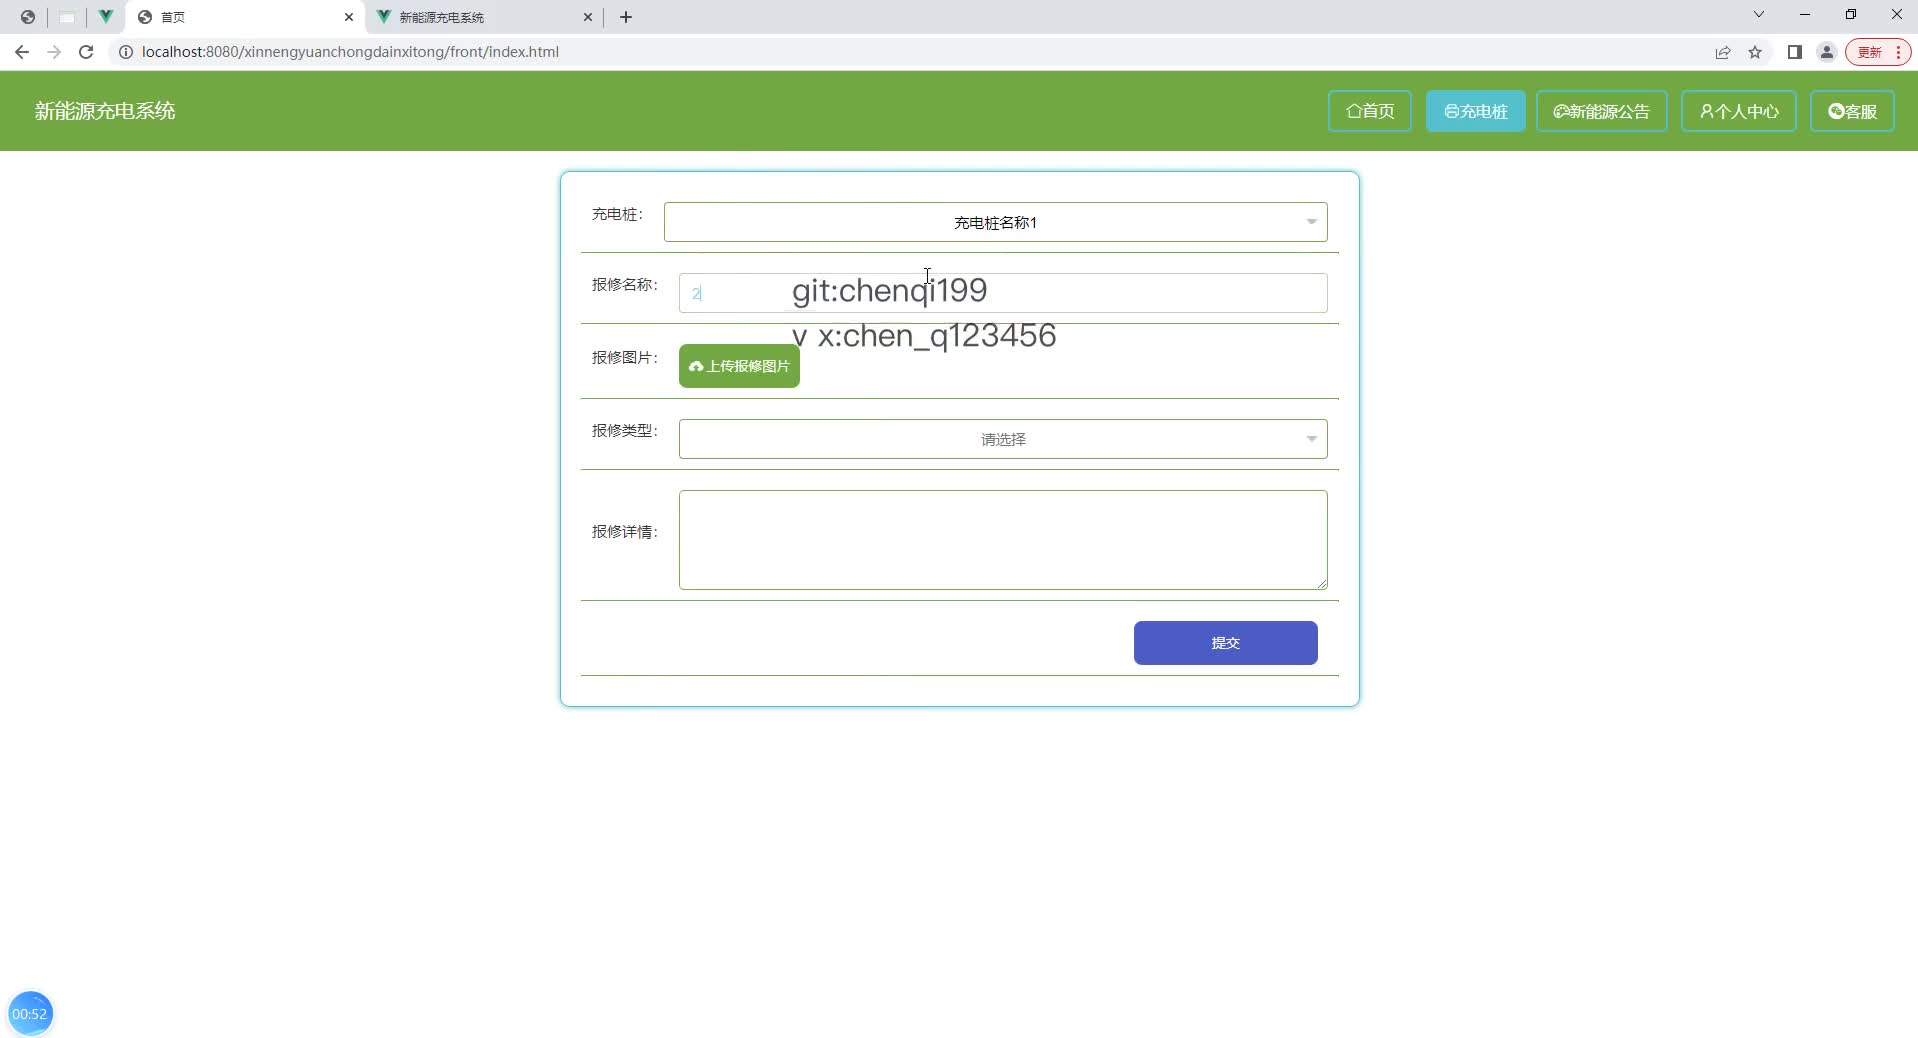 首页
新能源充电系统
localhost:8080/xinnengyuanchongdainxitong/front/index.html
更新
新能源充电系统
首页
充电桩
新能源公告
个人中心
客服
充电桩：
充电桩名称1
报修名称：
2
git:chenqi199
v x:chen_q123456
报修图片：
上传报修图片
报修类型：
请选择
报修详情：
提交
00:52